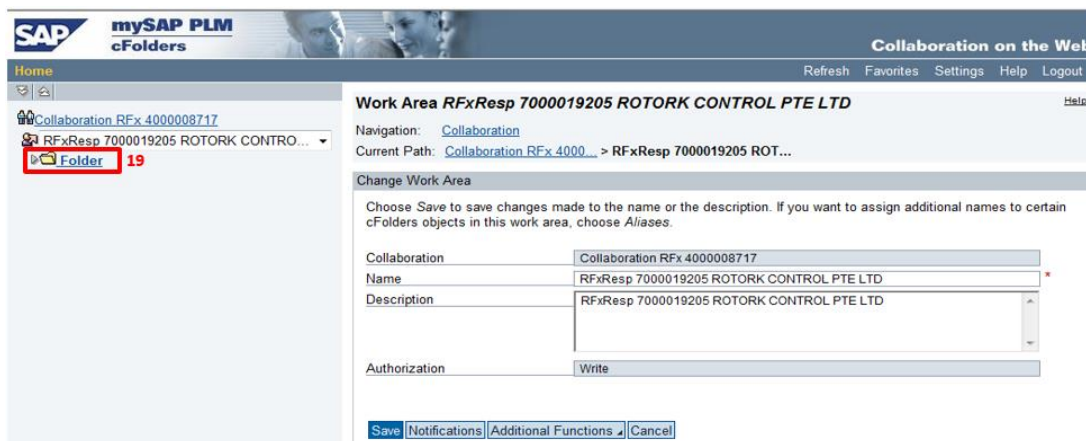 SAP
mySAP PLM
cFolders
Collaboration on the Web
Home
Refresh Favorites Settings Help Logout
Collaboration RFx 4000008717
RFxResp 7000019205 ROTORK CONTRO...
Folder 19
Work Area RFxResp 7000019205 ROTORK CONTROL PTE LTD
Help
Navigation: Collaboration
Current Path: Collaboration RFx 4000... > RFxResp 7000019205 ROT...
Change Work Area
Choose Save to save changes made to the name or the description. If you want to assign additional names to certain
cFolders objects in this work area, choose Aliases.
Collaboration Collaboration RFx 4000008717
Name RFxResp 7000019205 ROTORK CONTROL PTE LTD *
Description RFxResp 7000019205 ROTORK CONTROL PTE LTD
Authorization Write
Save Notifications Additional Functions Cancel